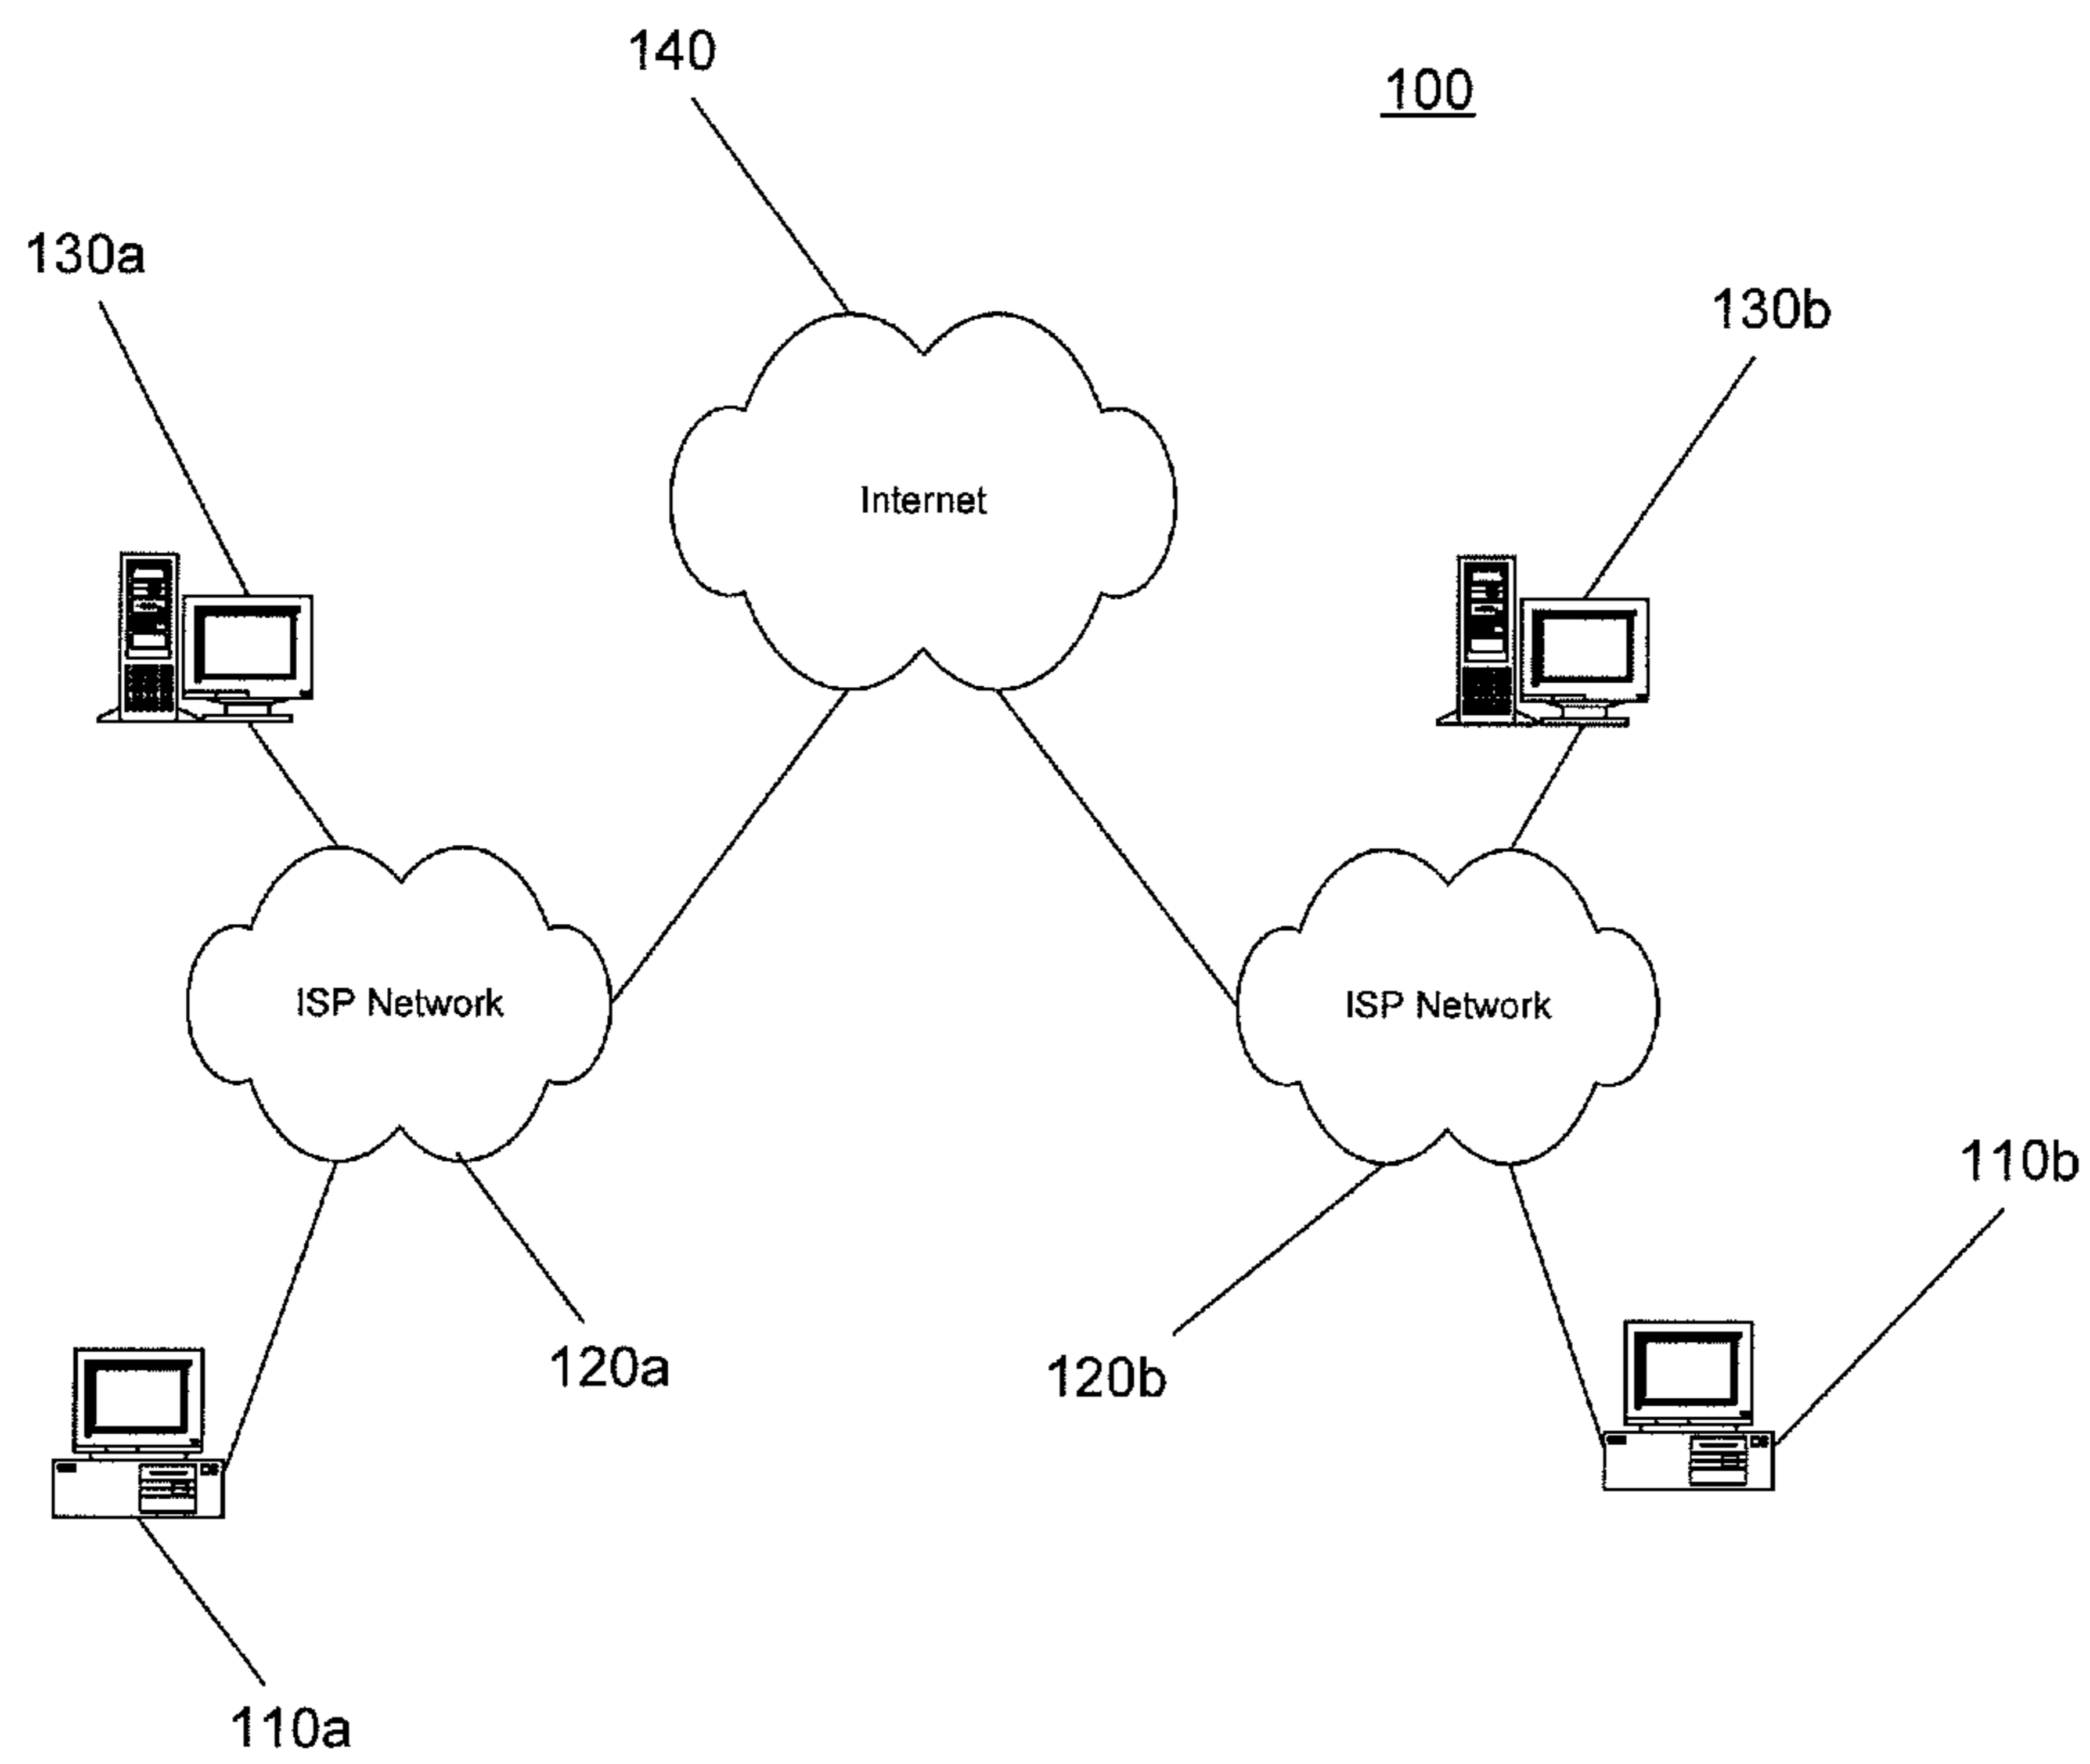 140
100
130a
130b
Internet
ISP Network
ISP Network
110b
120a
120b
110a